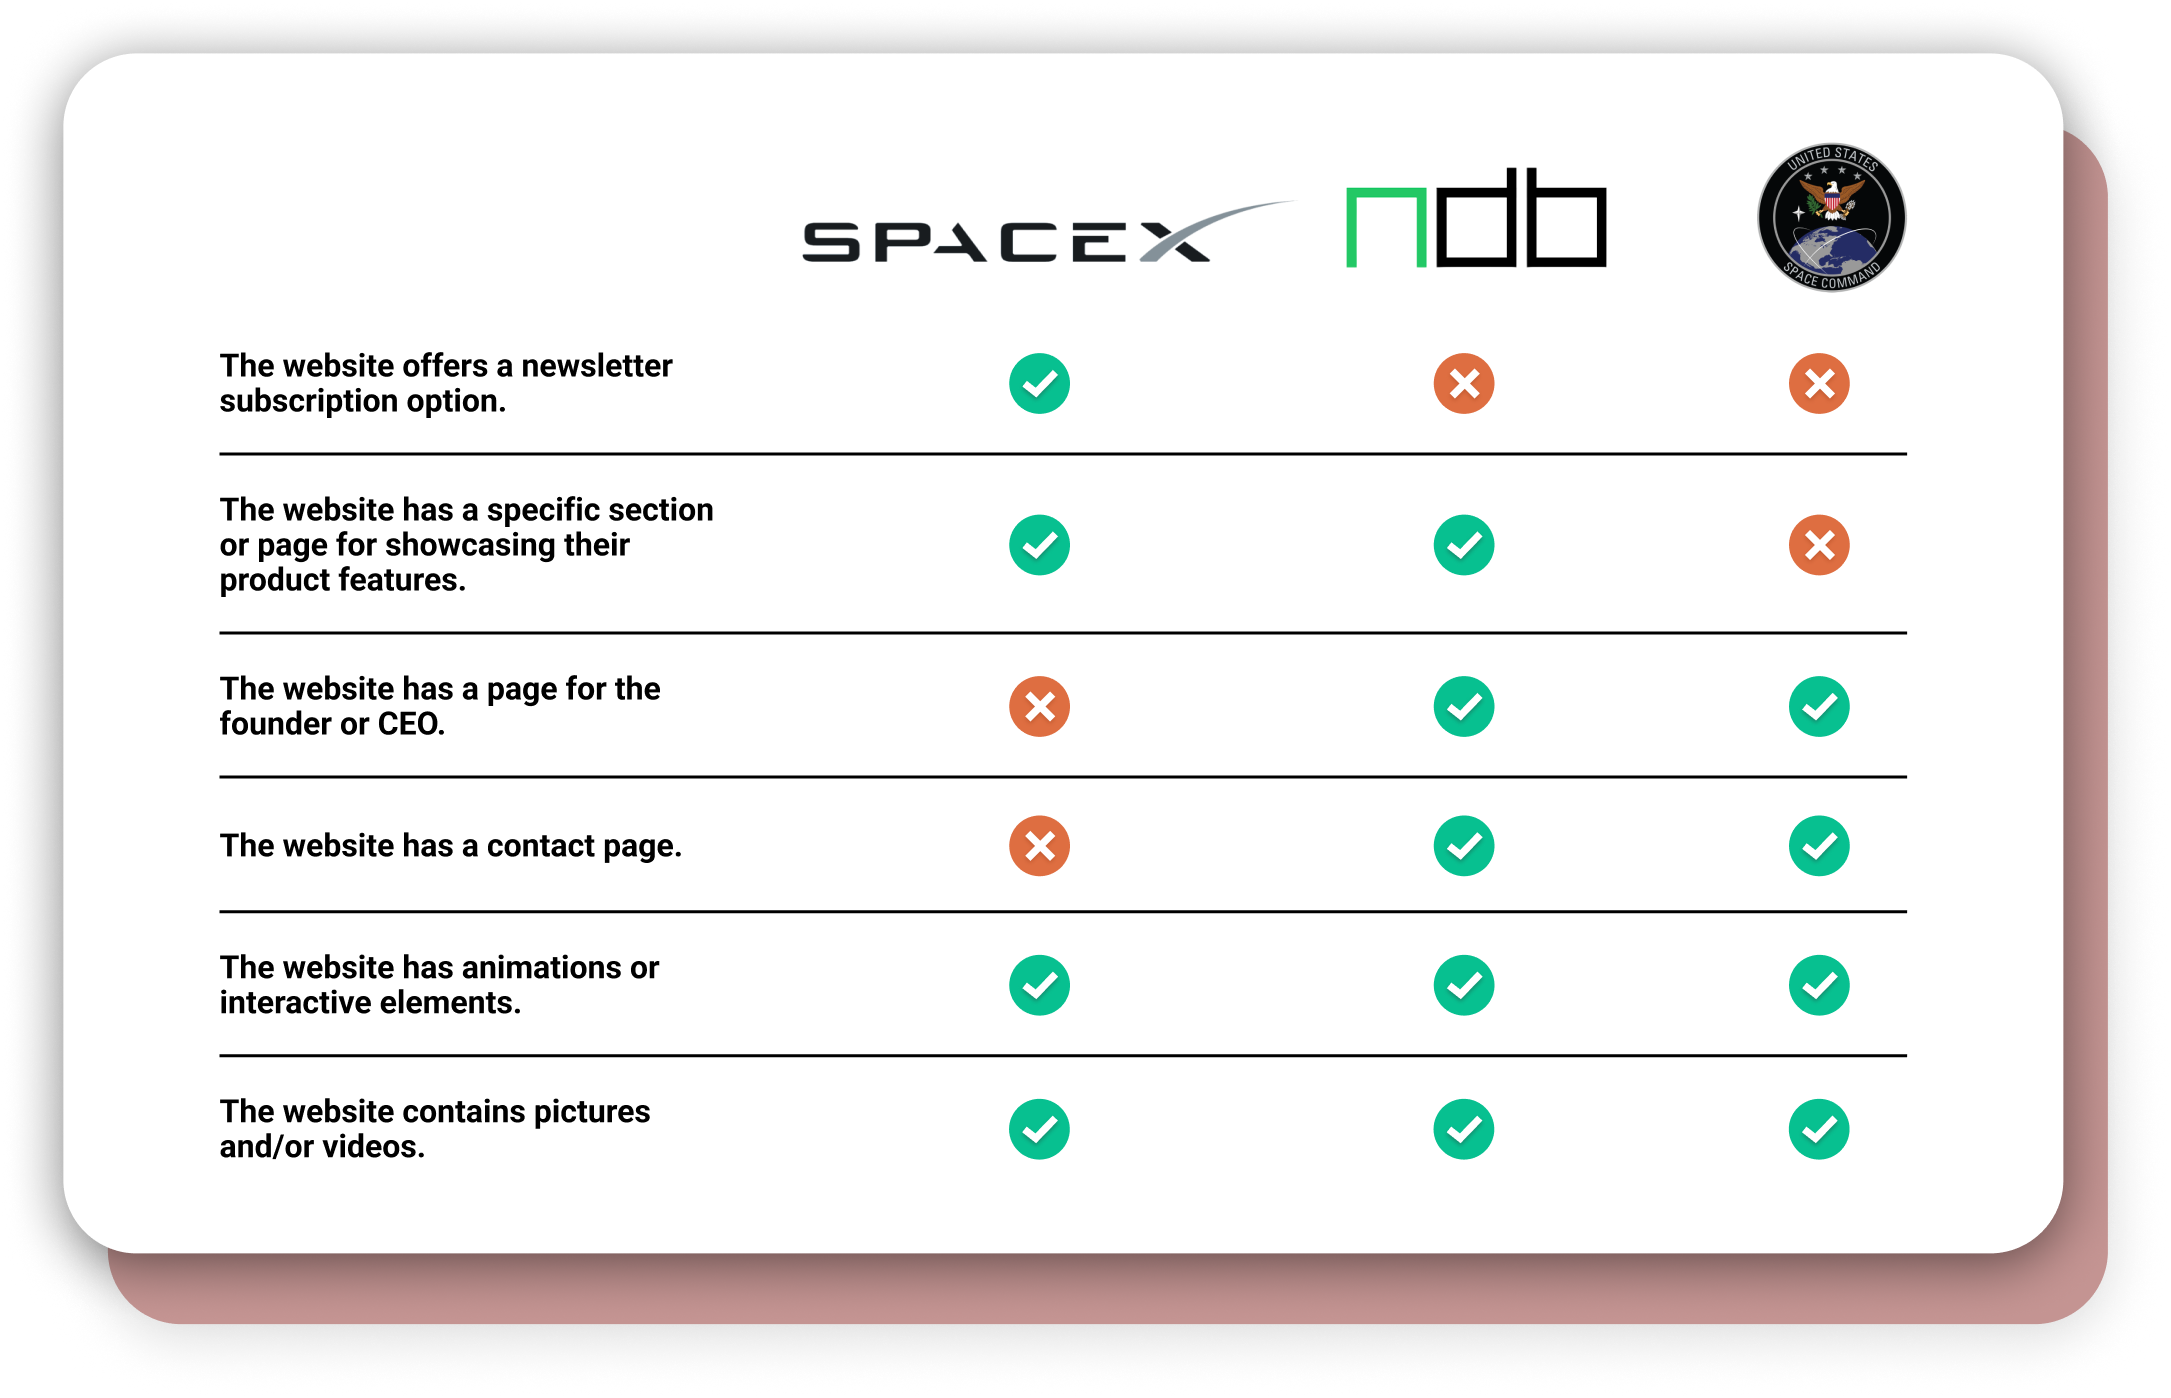 SPACEX
ndb
UNITED STATES
SPACE COMMAND
The website offers a newsletter
subscription option.
The website has a specific section
or page for showcasing their
product features.
The website has a page for the
founder or CEO.
The website has a contact page.
The website has animations or
interactive elements.
The website contains pictures
and/or videos.